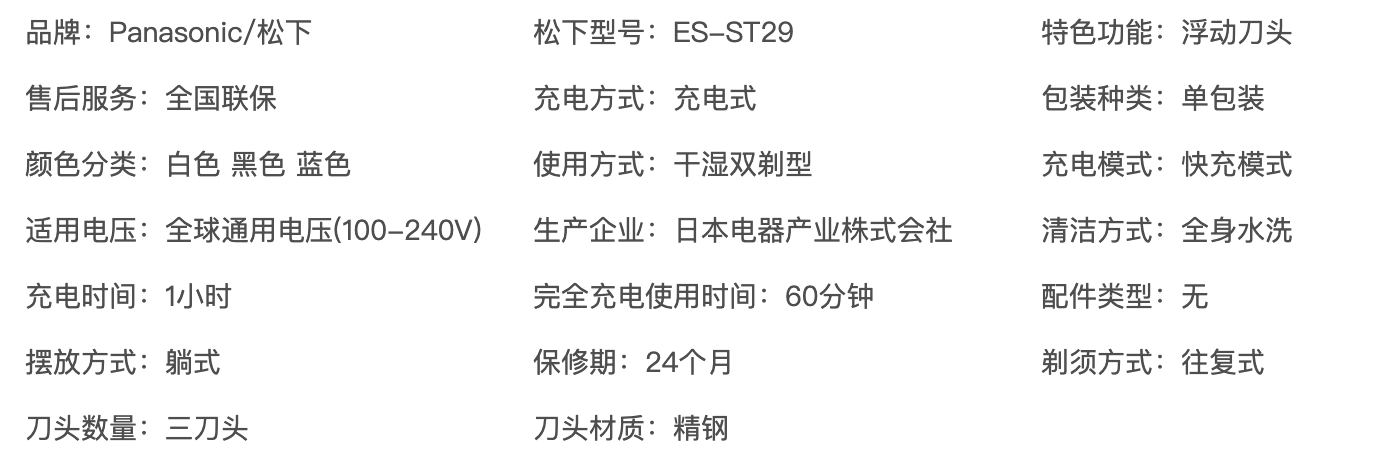 品牌：Panasonic/松下 松下型号：ES-ST29 特色功能：浮动刀头
售后服务：全国联保 充电方式：充电式 包装种类：单包装
颜色分类：白色 黑色 蓝色 使用方式：干湿双剃型 充电模式：快充模式
适用电压：全球通用电压(100-240V) 生产企业：日本电器产业株式会社 清洁方式：全身水洗
充电时间：1小时 完全充电使用时间：60分钟 配件类型：无
摆放方式：躺式 保修期：24个月 剃须方式：往复式
刀头数量：三刀头 刀头材质：精钢